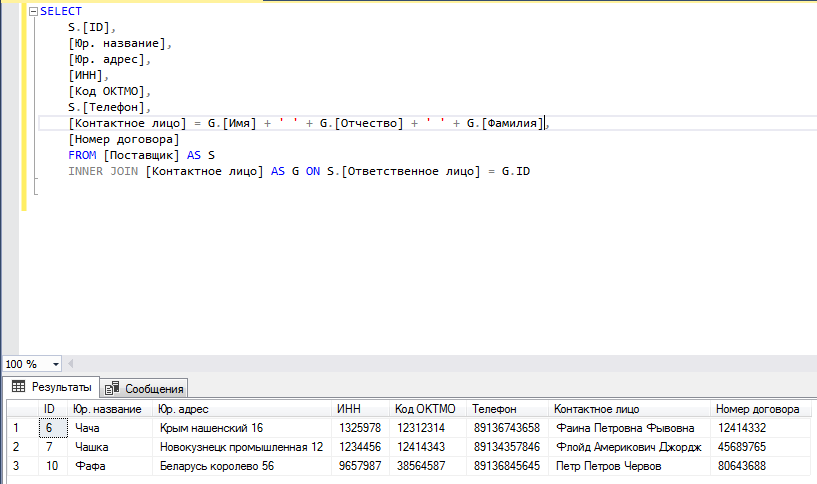 SELECT
S.[ID],
[Юр. название],
[Юр. адрес],
[ИНН],
[Код ОКТМО],
S.[Телефон],
[Контактное лицо] = G.[Имя] + ' ' + G.[Отчество] + ' ' + G.[Фамилия],
[Номер договора]
FROM [Поставщик] AS S
INNER JOIN [Контактное лицо] AS G ON S.[Ответственное лицо] = G.ID
100 %
Результаты Сообщения
ID Юр. название Юр. адрес ИНН Код ОКТМО Телефон Контактное лицо Номер договора
1 6 Чача Крым нашенский 16 1325978 12312314 89136743658 Фаина Петровна Фывовна 12414332
2 7 Чашка Новокузнецк промышленная 12 1234456 12414343 89134357846 Флойд Америкович Джордж 45689765
3 10 Фафа Беларусь королево 56 9657987 38564587 89136845645 Петр Петров Червов 80643688